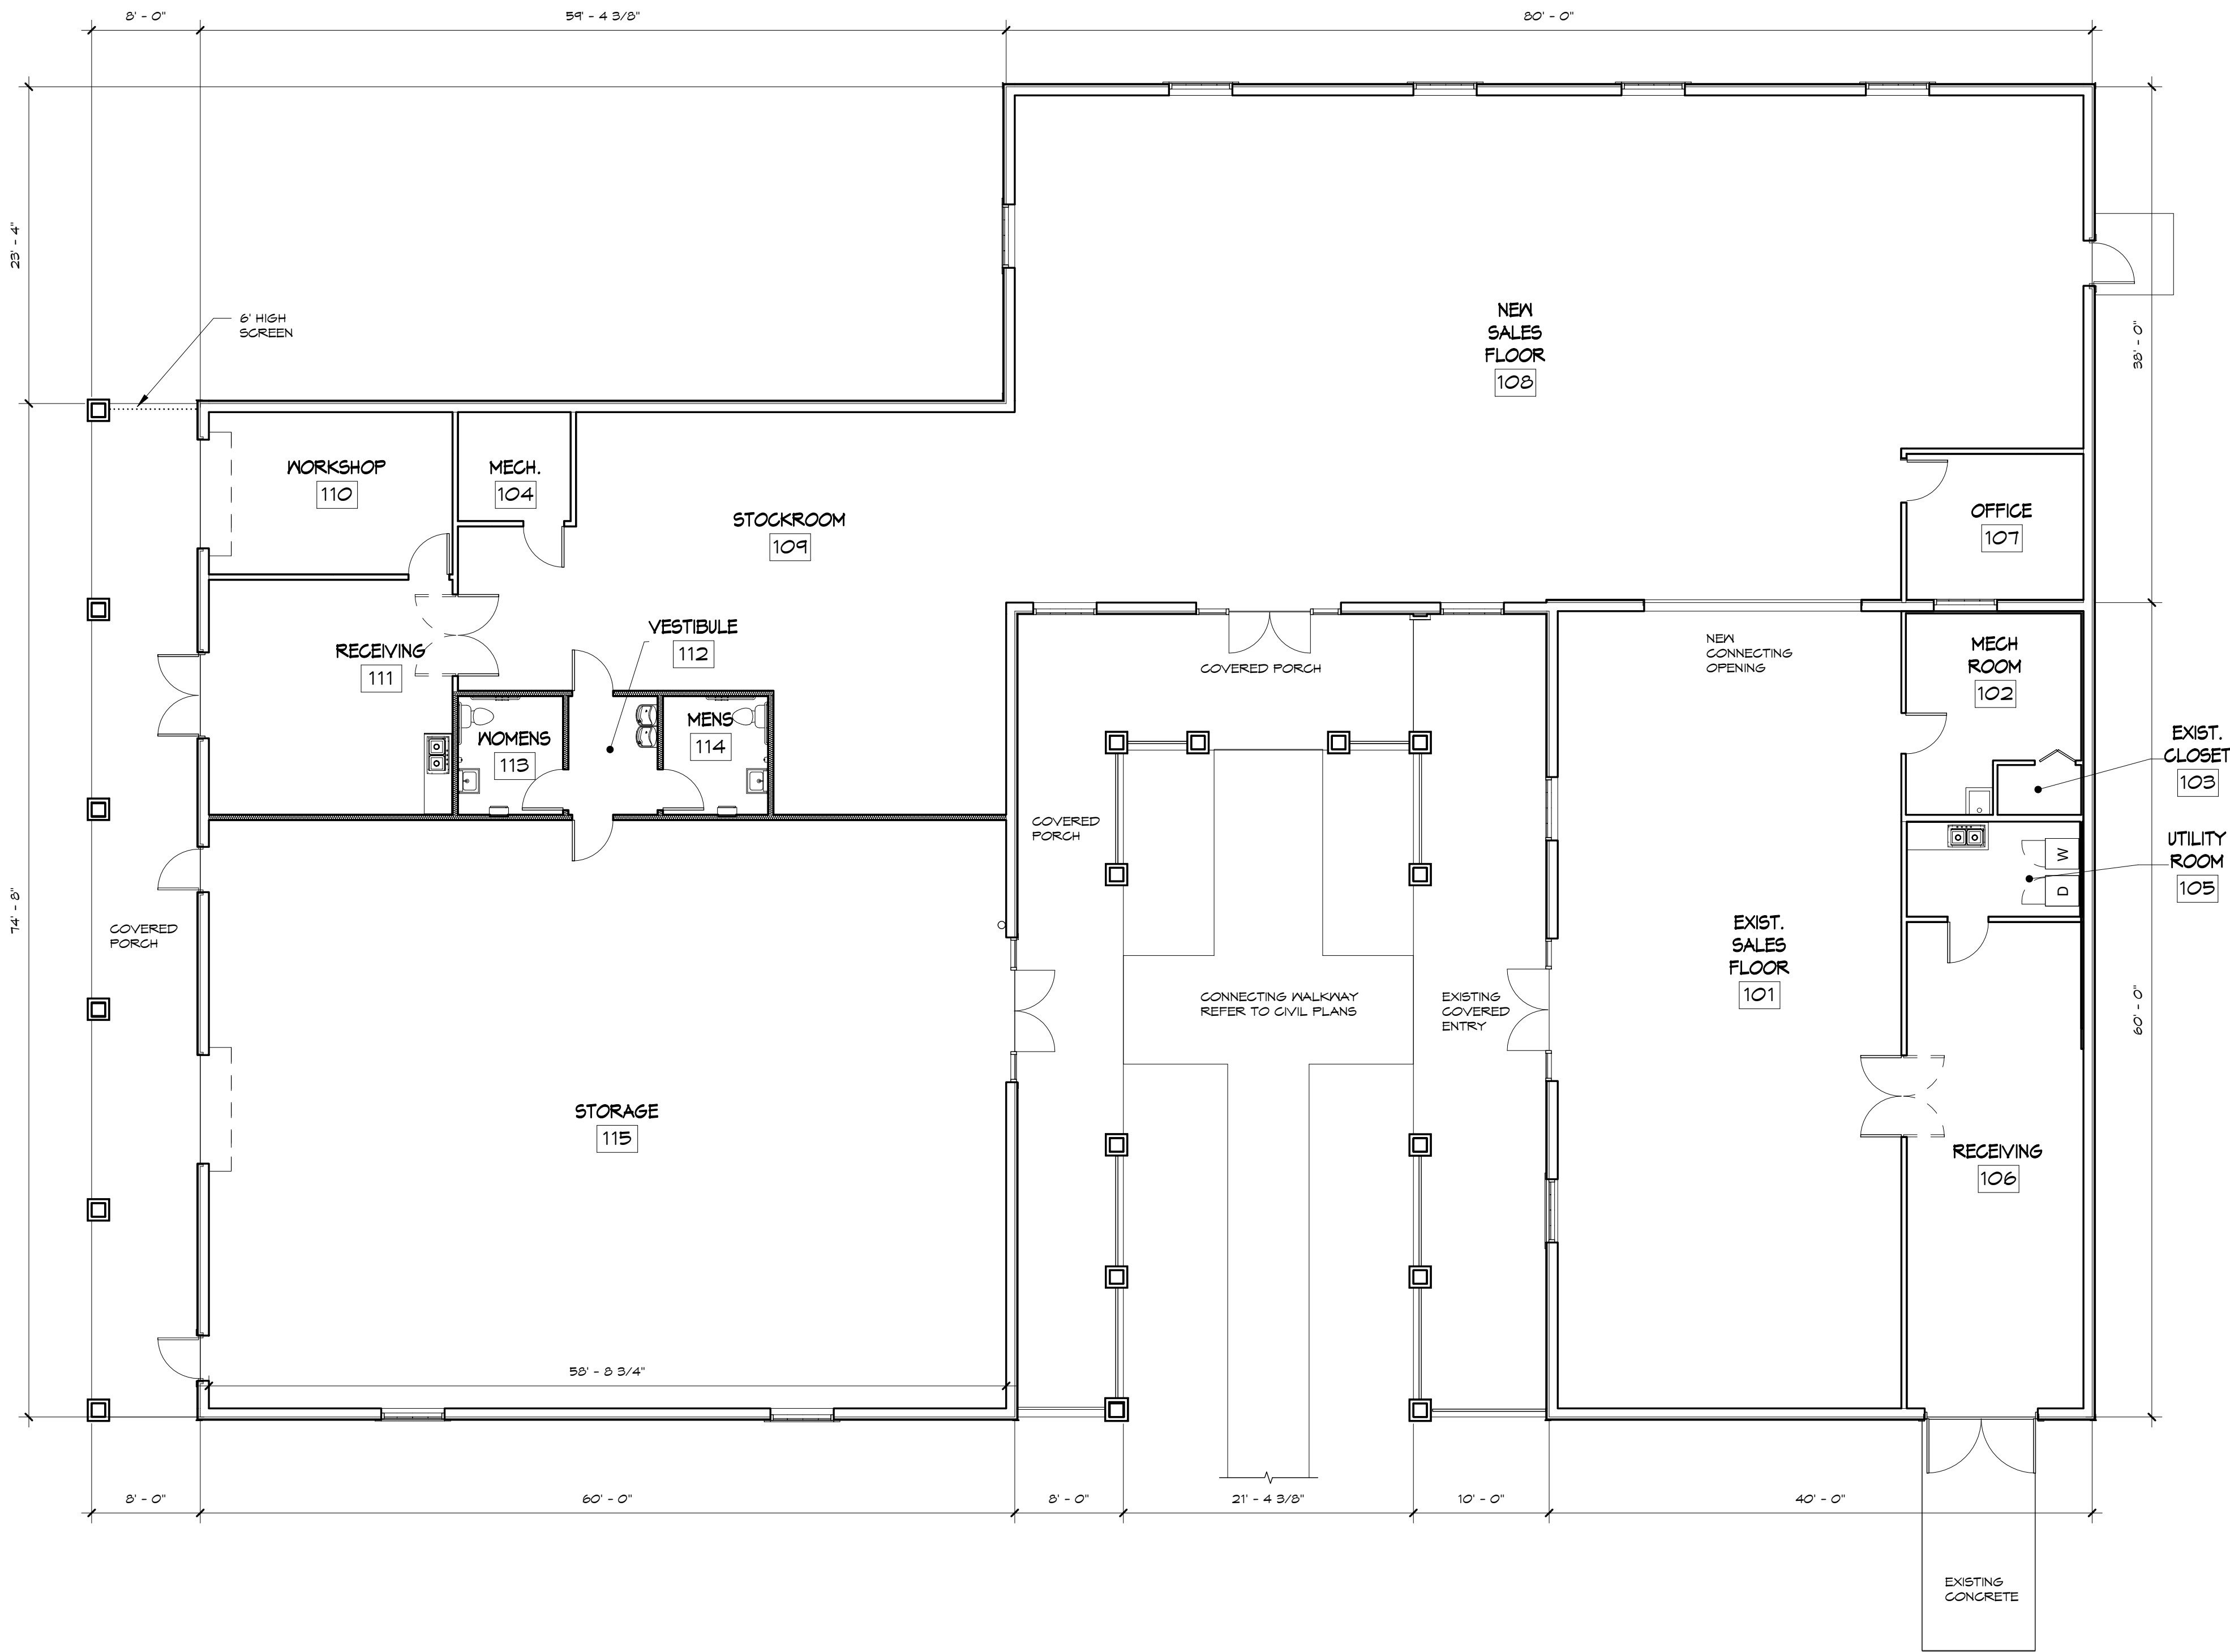 8' - 0"
59' - 4 3/8"
80' - 0"
23' - 4"
6' HIGH
SCREEN
NEW
SALES
FLOOR
108
38' - 0"
WORKSHOP
110
MECH.
104
STOCKROOM
109
OFFICE
107
VESTIBULE
112
RECEIVING
111
COVERED PORCH
NEW
CONNECTING
OPENING
MECH
ROOM
102
WOMENS
113
MENS
114
EXIST.
CLOSET
103
COVERED
PORCH
UTILITY
ROOM
105
W
D
74' - 8"
COVERED
PORCH
EXIST.
SALES
FLOOR
101
CONNECTING WALKWAY
REFER TO CIVIL PLANS
EXISTING
COVERED
ENTRY
60' - 0"
STORAGE
115
RECEIVING
106
58' - 8 3/4"
8' - 0"
60' - 0"
8' - 0"
21' - 4 3/8"
10' - 0"
40' - 0"
EXISTING
CONCRETE